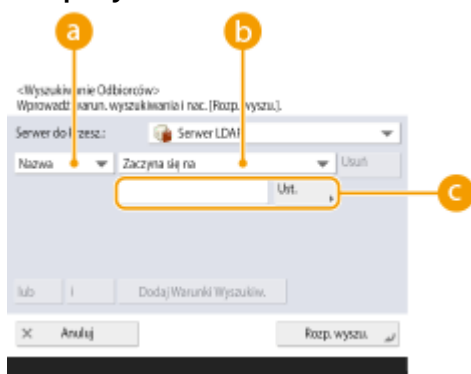 a b
<Wyszukiwanie Odbiorców>
Wprowadź warun. wyszukiwania i nac. [Rozp. wyszu.].
Serwer do Przesz.: Serwer LDAP
Nazwa Zaczyna się na Usuń
Ust. c
lub i Dodaj Warunki Wyszukiw.
Anuluj Rozp. wyszu.